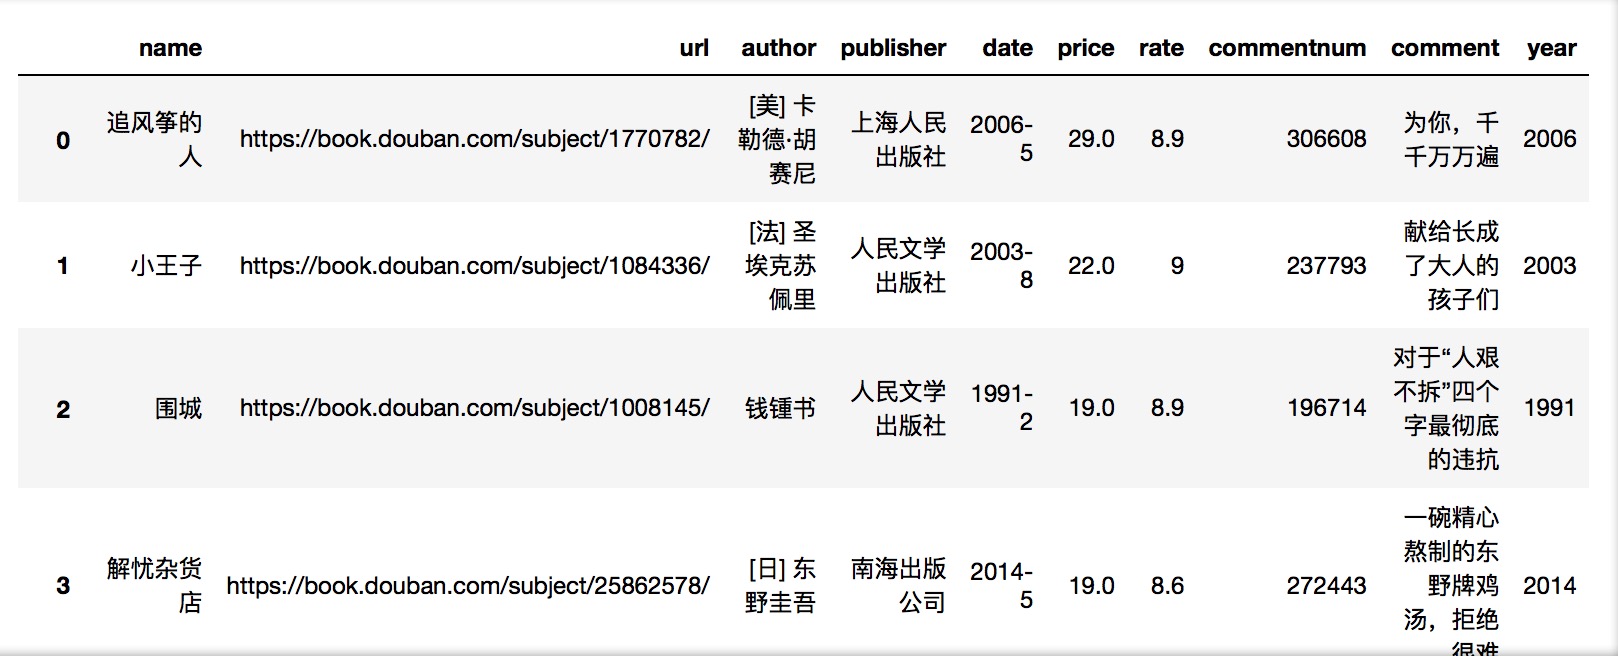 name url author publisher date price rate commentnum comment year
0 追风筝的人 https://book.douban.com/subject/1770782/ [美] 卡勒德·胡赛尼 上海人民出版社 2006-5 29.0 8.9 306608 为你，千千万万遍 2006
1 小王子 https://book.douban.com/subject/1084336/ [法] 圣埃克苏佩里 人民文学出版社 2003-8 22.0 9 237793 献给长成了大人的孩子们 2003
2 围城 https://book.douban.com/subject/1008145/ 钱锺书 人民文学出版社 1991-2 19.0 8.9 196714 对于“人艰不拆”四个字最彻底的违抗 1991
3 解忧杂货店 https://book.douban.com/subject/25862578/ [日] 东野圭吾 南海出版公司 2014-5 19.0 8.6 272443 一碗精心熬制的东野牌鸡汤，拒绝很难 2014